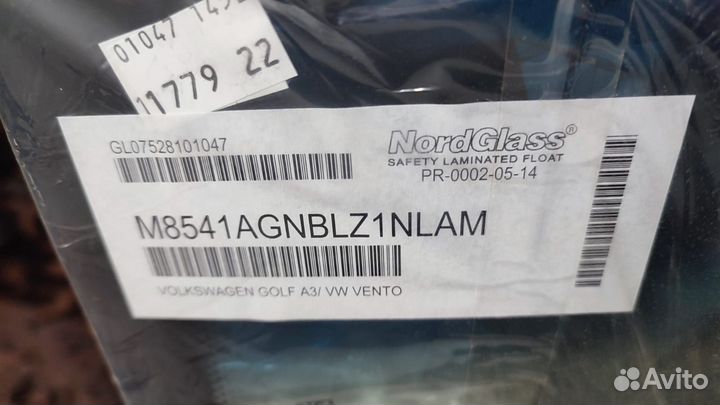 01047
11779 22
GL07528101047
NordGlass®
SAFETY LAMINATED FLOAT
PR-0002-05-14
M8541AGNBLZ1NLAM
VOLKSWAGEN GOLF A3/ VW VENTO
Avito